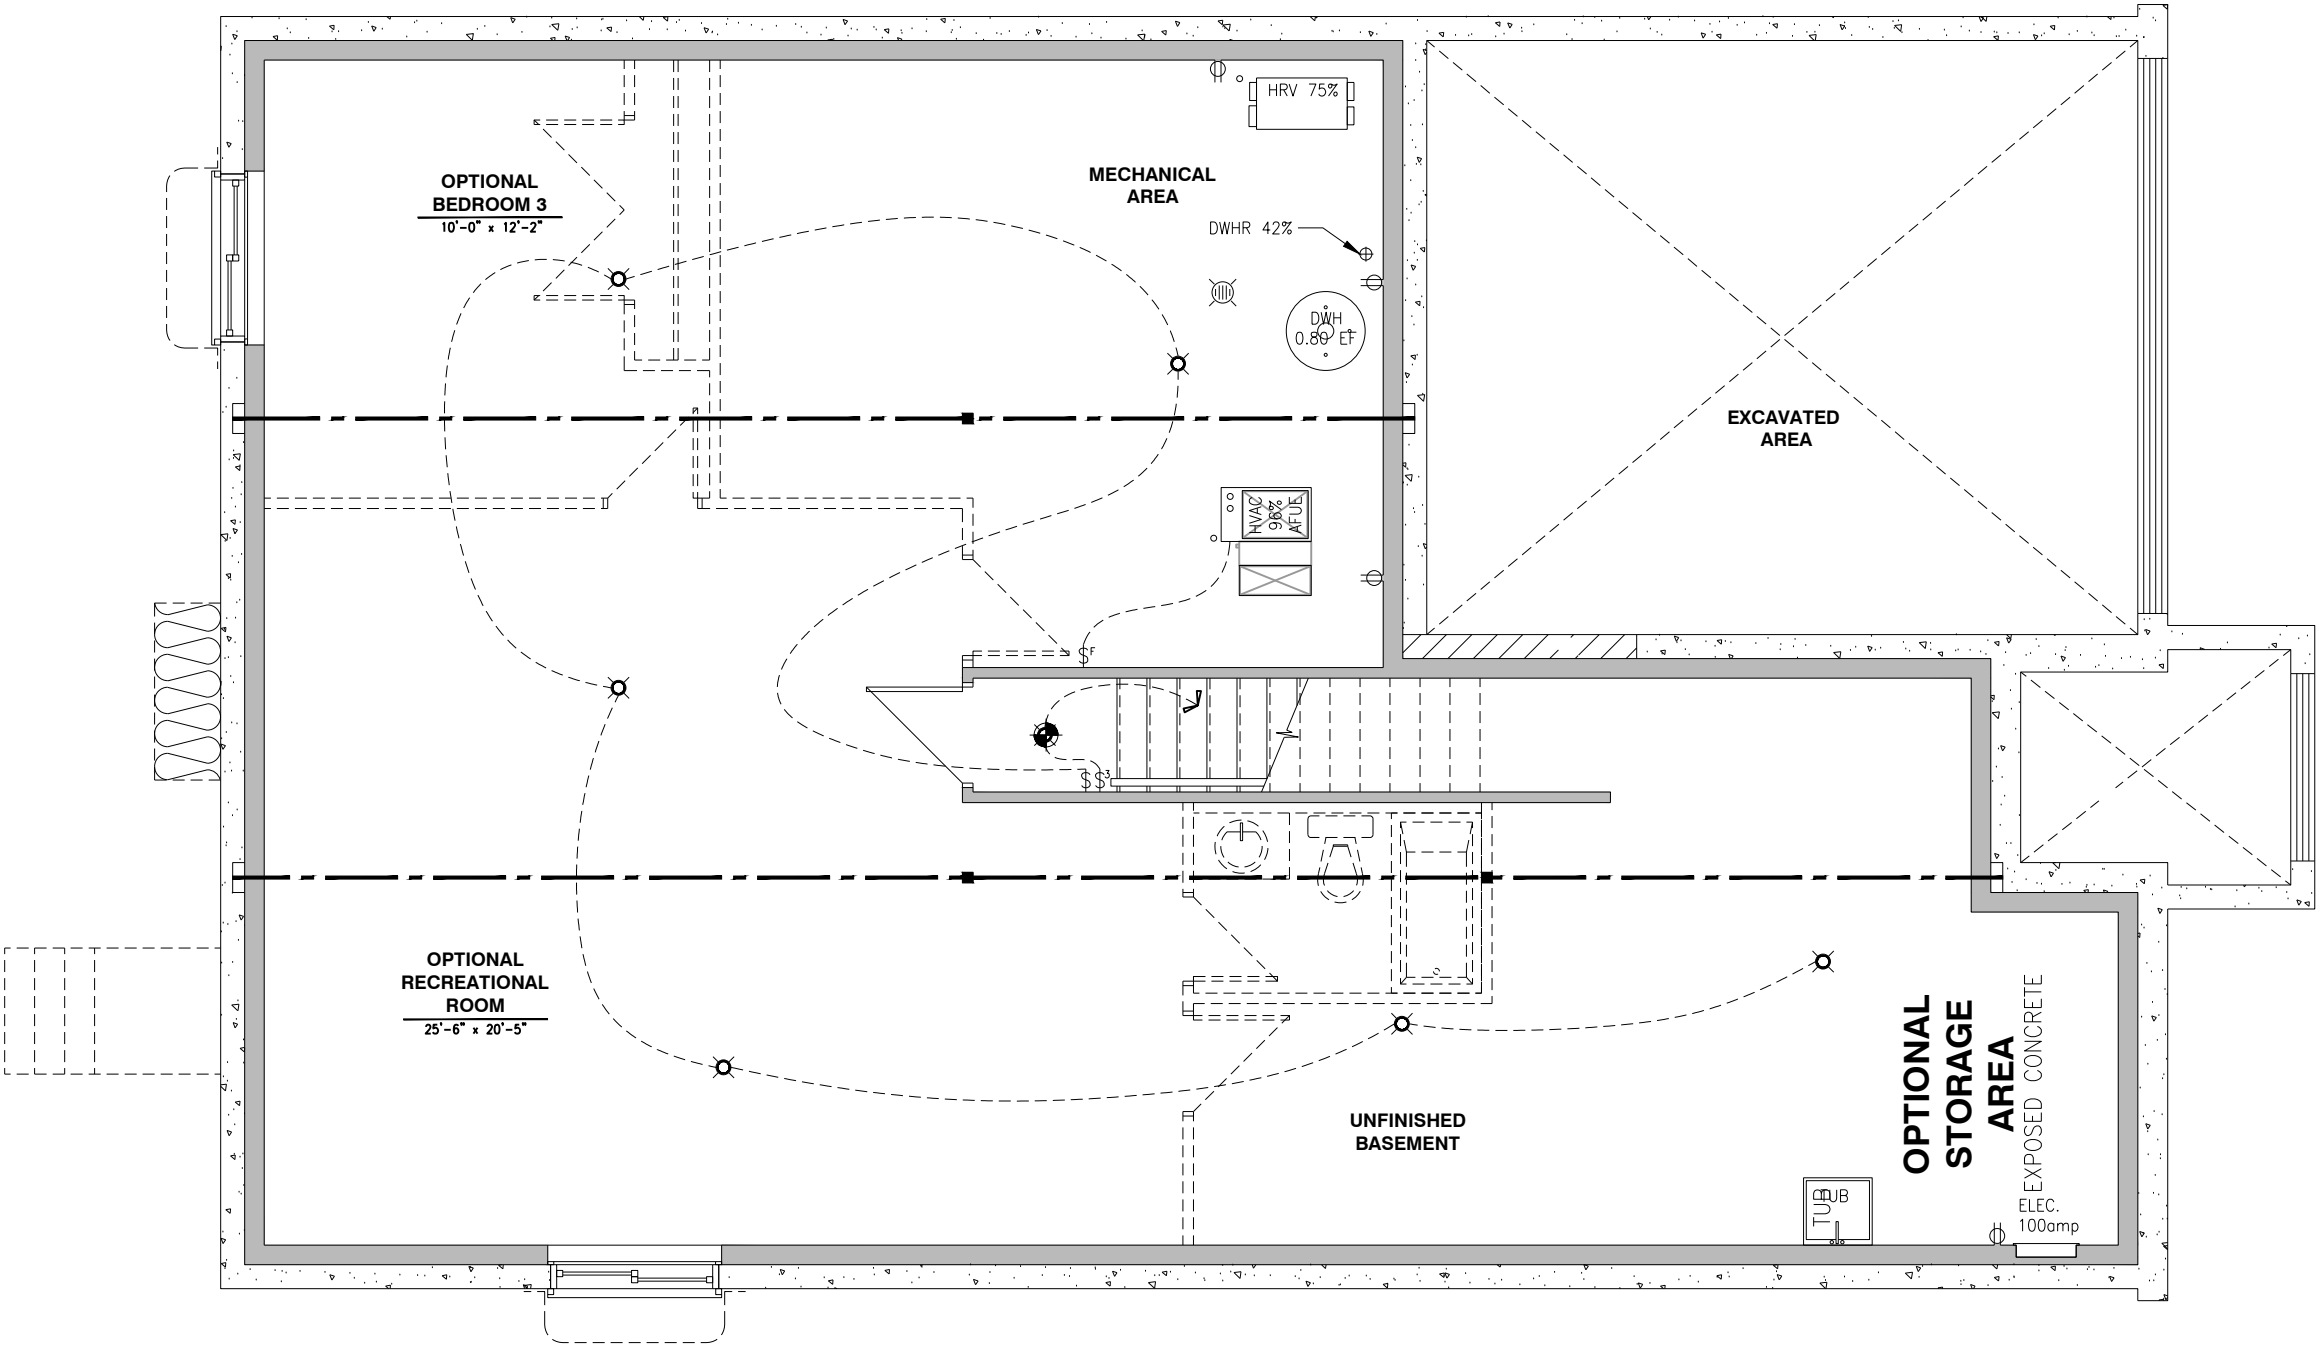 HRV 75%
OPTIONAL
BEDROOM 3
10'-0" x 12'-2"
MECHANICAL
AREA
DWHR 42%
DWH
0.80 EF
EXCAVATED
AREA
HVAC
96%
AFUE
$F
$$3
OPTIONAL
RECREATIONAL
ROOM
25'-6" x 20'-5"
UNFINISHED
BASEMENT
OPTIONAL
STORAGE
AREA
EXPOSED CONCRETE
TUB
TUB
ELEC.
100amp